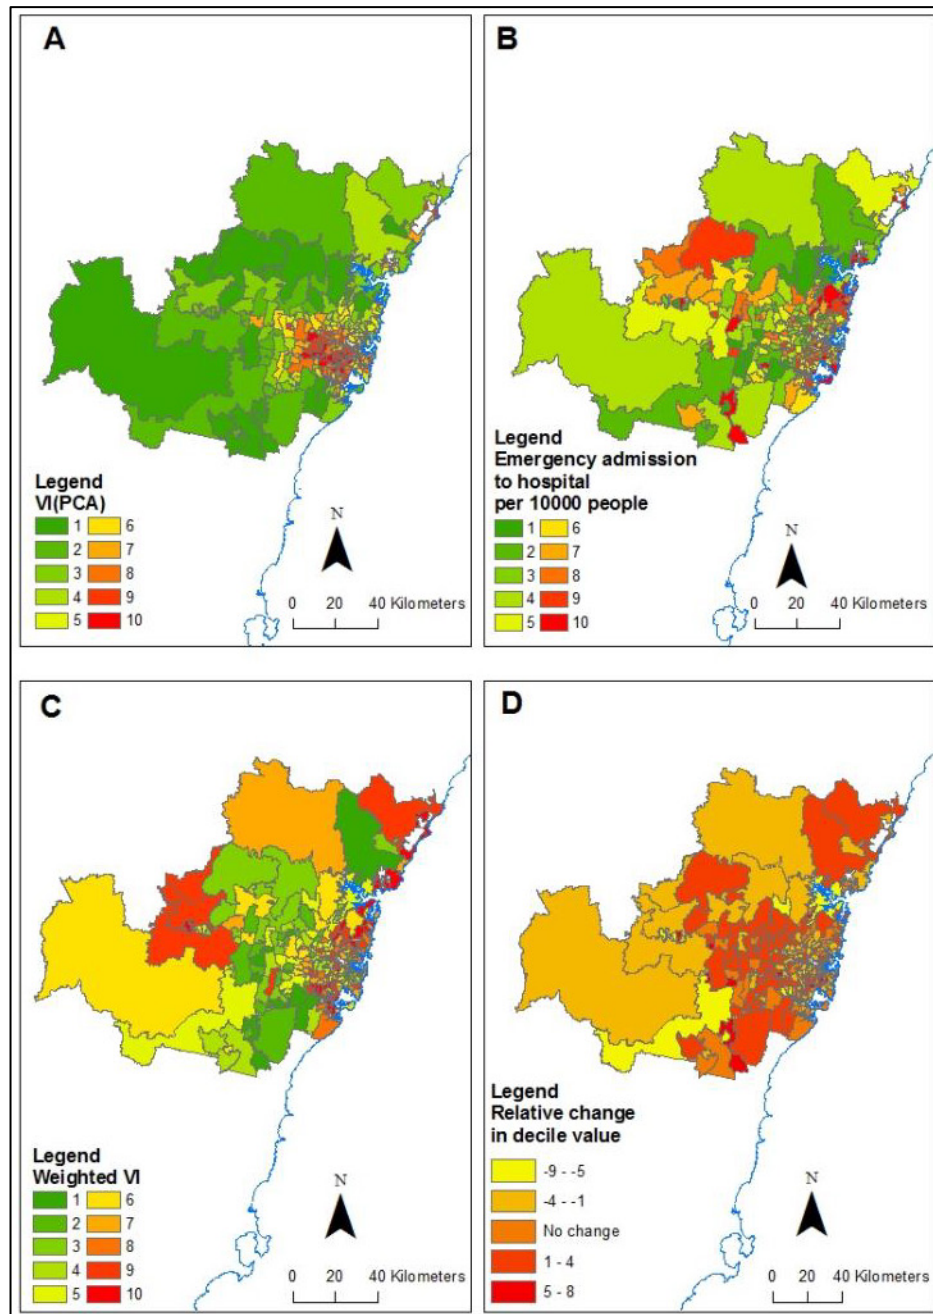 A
Legend
VI(PCA)
1 6
2 7
3 8
4 9
5 10
N
0 20 40 Kilometers
B
Legend
Emergency admission
to hospital
per 10000 people
1 6
2 7
3 8
4 9
5 10
N
0 20 40 Kilometers
C
Legend
Weighted VI
1 6
2 7
3 8
4 9
5 10
N
0 20 40 Kilometers
D
Legend
Relative change
in decile value
-9 - -5
-4 - -1
No change
1 - 4
5 - 8
N
0 20 40 Kilometers